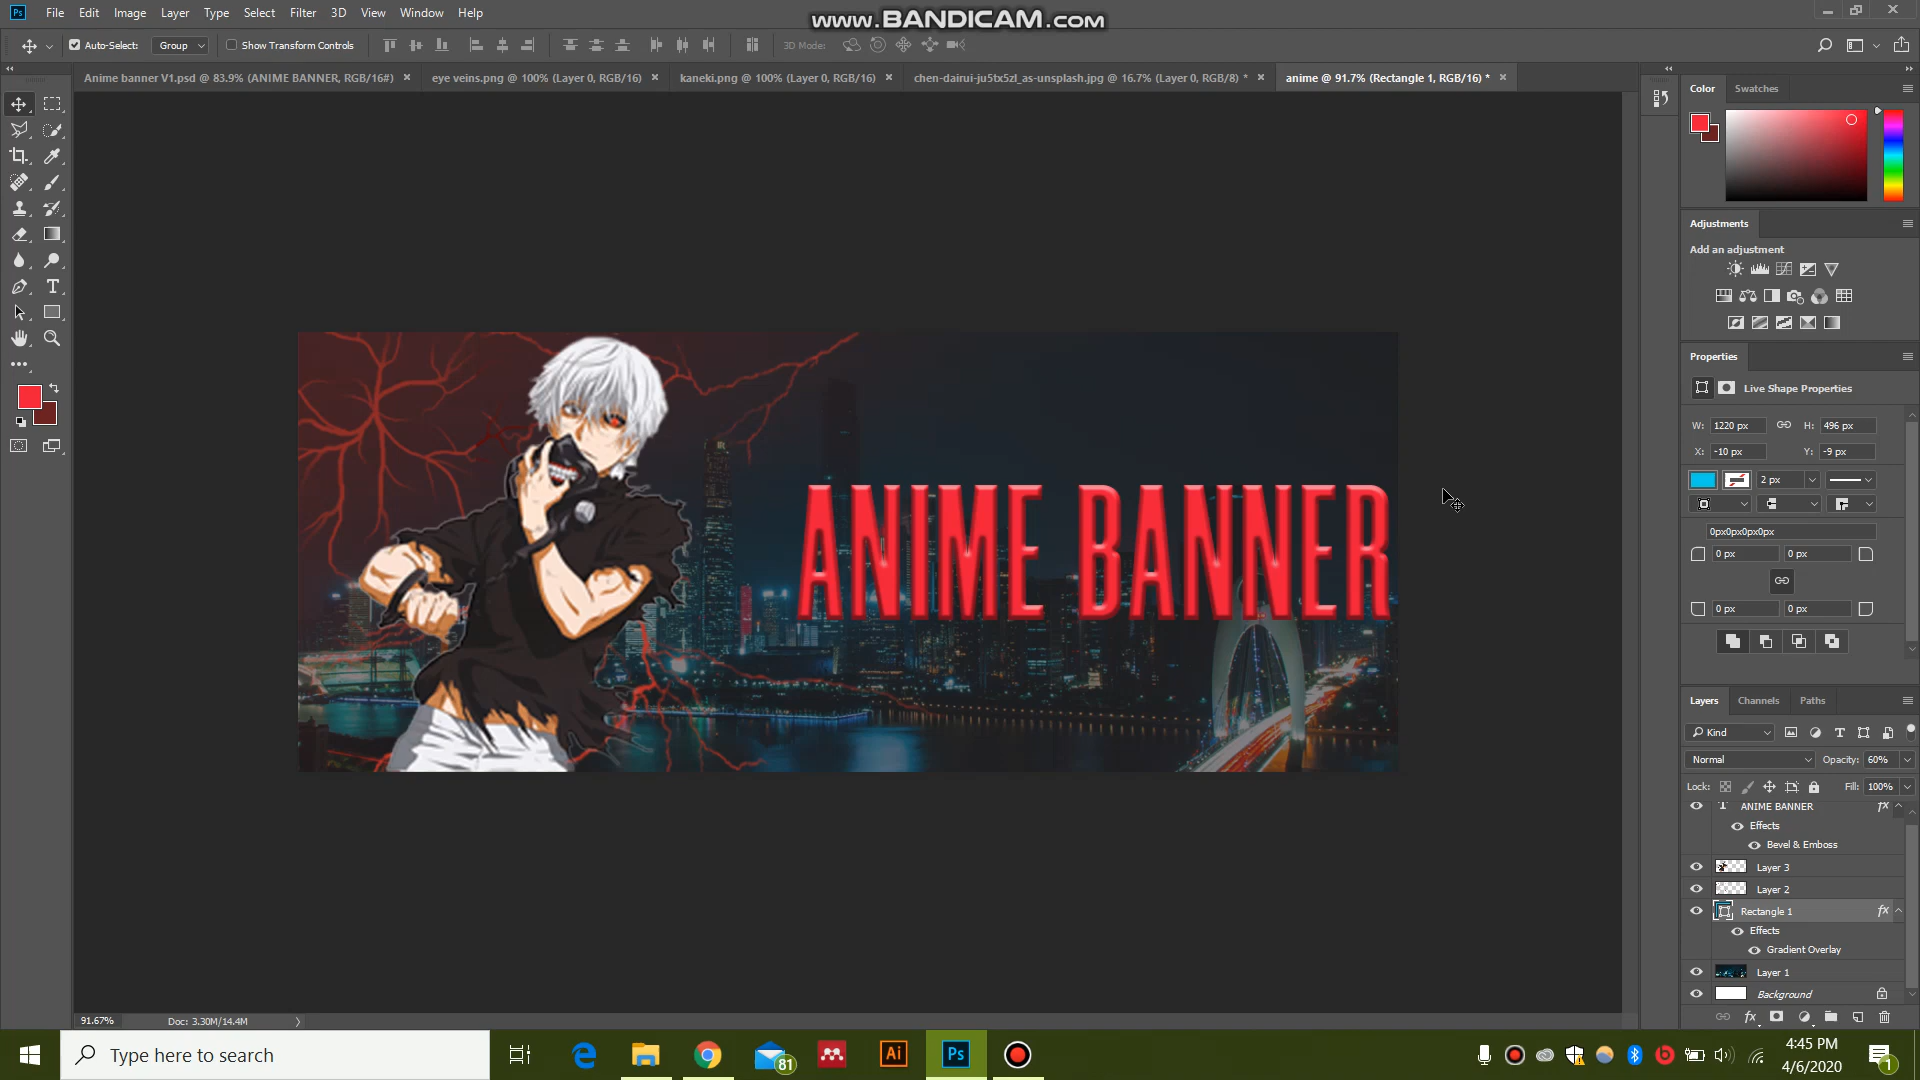 www.BANDICAM.com
Ps File Edit Image Layer Type Select Filter 3D View Window Help
Auto-Select: Group Show Transform Controls 3D Mode:
Anime banner V1.psd @ 83.9% (ANIME BANNER, RGB/16#) × eye veins.png @ 100% (Layer 0, RGB/16) × kaneki.png @ 100% (Layer 0, RGB/16) × chen-dairui-ju5tx5zl_as-unsplash.jpg @ 16.7% (Layer 0, RGB/8) * × anime @ 91.7% (Rectangle 1, RGB/16) * ×
Color Swatches
Adjustments
Add an adjustment
Properties
Live Shape Properties
W: 1220 px H: 496 px
X: -10 px Y: -9 px
2 px
0px0px0px0px
0 px 0 px
0 px 0 px
ANIME BANNER
Layers Channels Paths
Kind
Normal Opacity: 60%
Lock: Fill: 100%
ANIME BANNER fx
Effects
Bevel & Emboss
Layer 3
Layer 2
Rectangle 1 fx
Effects
Gradient Overlay
Layer 1
Background
91.67% Doc: 3.30M/14.4M
Type here to search
81
Ai
Ps
4:45 PM
4/6/2020
1